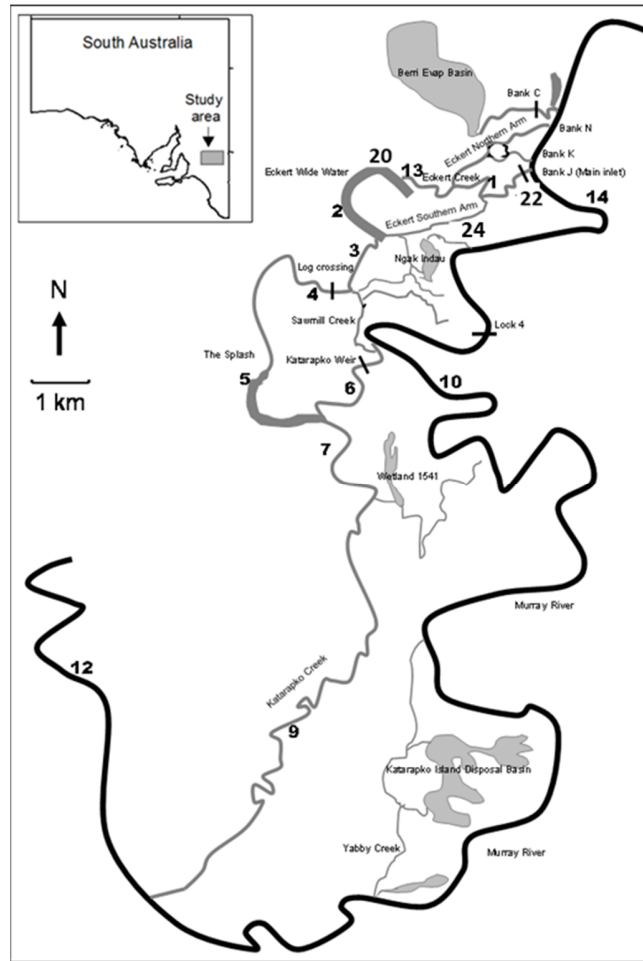 South Australia
Study
area
Berri Evap Basin
Bank C
Bank N
Eckert Northern Arm
Bank K
Bank J (Main inlet)
20
13
Eckert Wilde Water
Eckert Creek
1
22
14
2
Eckert Southern Arm
24
3
Ngak Indau
Log crossing
4
N
Sawmill Creek
Lock 4
The Splash
Katarapko Weir
5
6
10
1 km
7
Wetland 1541
Murray River
12
Katarapko Creek
9
Katarapko Island Disposal Basin
Yabby Creek
Murray River